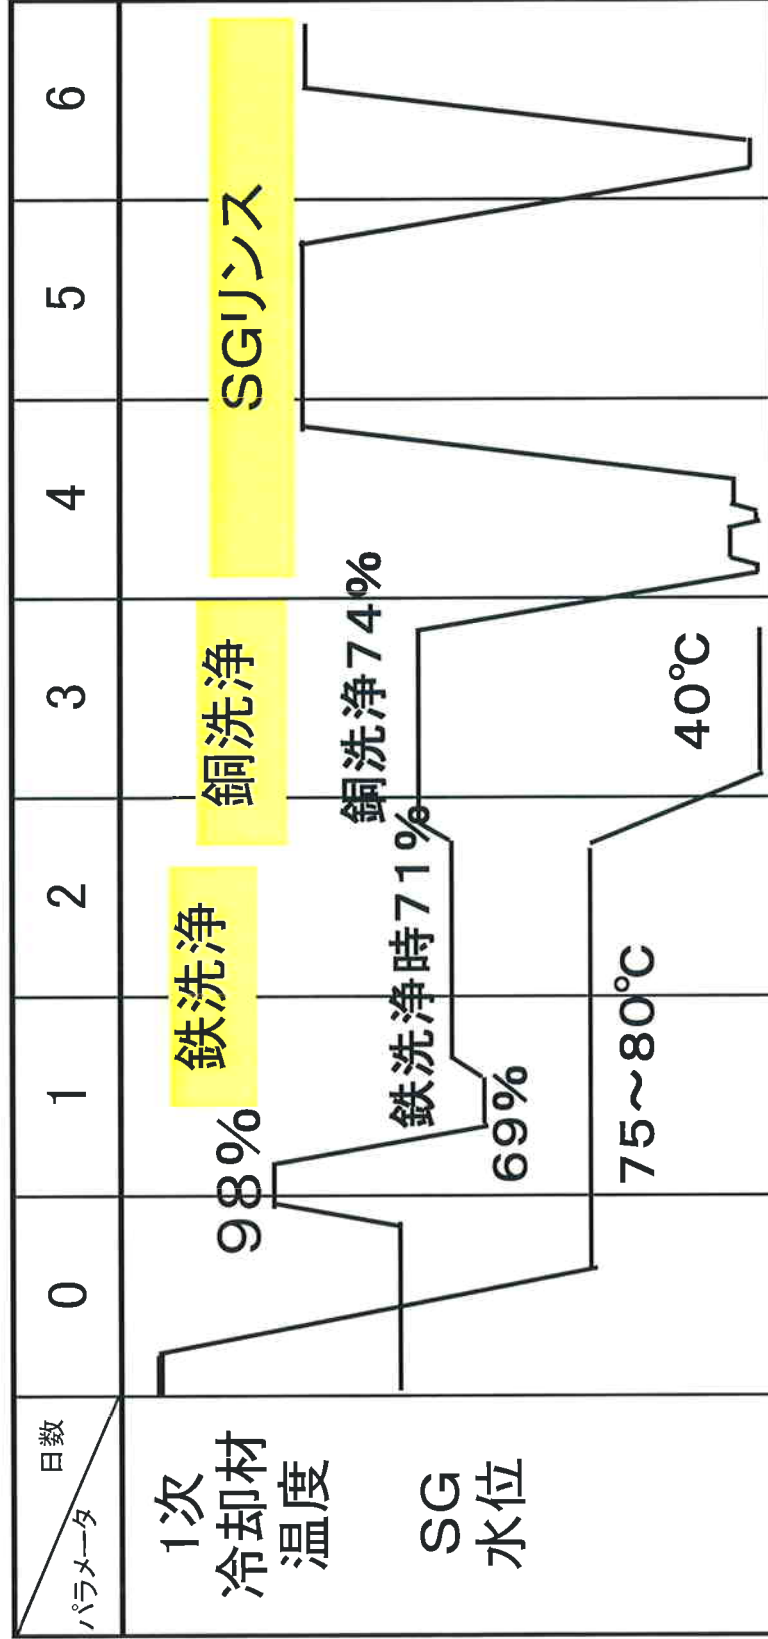 日数
パラメータ
0
1
2
3
4
5
6
1次
冷却材
温度
SG
水位
鉄洗浄
銅洗浄
SGリンス
98%
銅洗浄74%
鉄洗浄時71%
69%
75～80℃
40℃